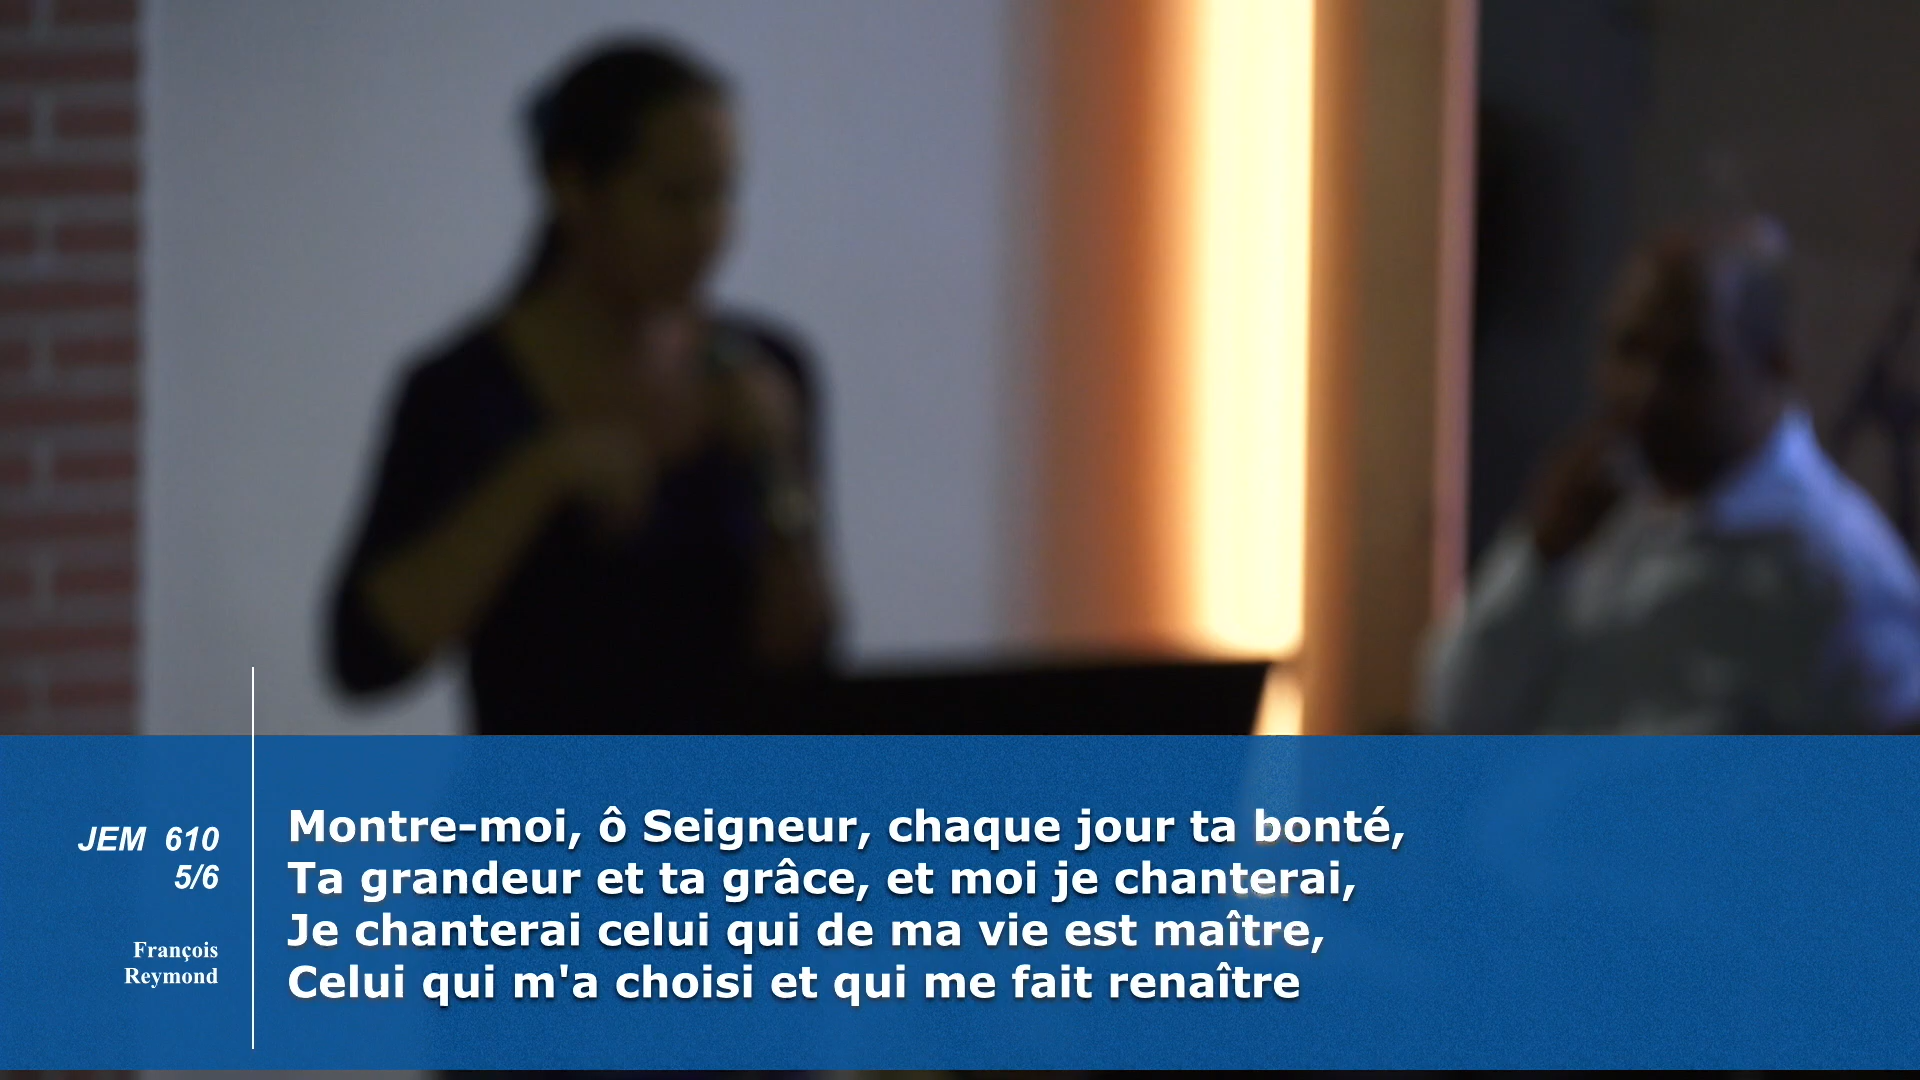 JEM 610
5/6
François
Reymond
Montre-moi, ô Seigneur, chaque jour ta bonté,
Ta grandeur et ta grâce, et moi je chanterai,
Je chanterai celui qui de ma vie est maître,
Celui qui m'a choisi et qui me fait renaître